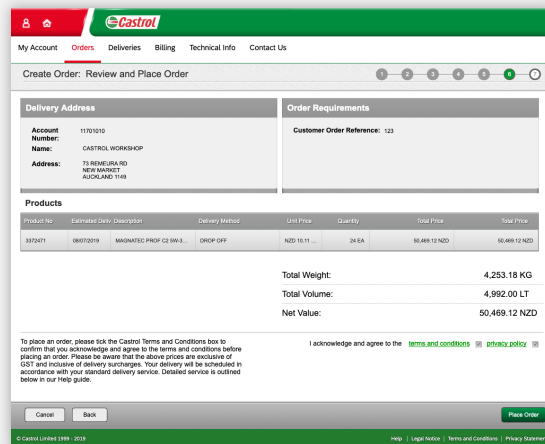 Castrol
My Account Orders Deliveries Billing Technical Info Contact Us
Create Order: Review and Place Order
1 2 3 4 5 6 7
Delivery Address
Account Number: 11701010
Name: CASTROL WORKSHOP
Address: 73 REMEURA RD
NEW MARKET
AUCKLAND 1149
Order Requirements
Customer Order Reference: 123
Products
Product No Estimated Deliv Description Delivery Method Unit Price Quantity Total Price Total Price
3372471 08/07/2019 MAGNATEC PROF C2 5W-3... DROP OFF NZD 10.11 ... 24 EA 50,469.12 NZD 50,469.12 NZD
Total Weight: 4,253.18 KG
Total Volume: 4,992.00 LT
Net Value: 50,469.12 NZD
To place an order, please tick the Castrol Terms and Conditions box to
confirm that you acknowledge and agree to the terms and conditions before
placing an order. Please be aware that the above prices are exclusive of
GST and inclusive of delivery surcharges. Your delivery will be scheduled in
accordance with your standard delivery service. Detailed service is outlined
below in our Help guide.
I acknowledge and agree to the terms and conditions privacy policy
Cancel Back Place Order
© Castrol Limited 1999 - 2019 Help | Legal Notice | Terms and Conditions | Privacy Statemen